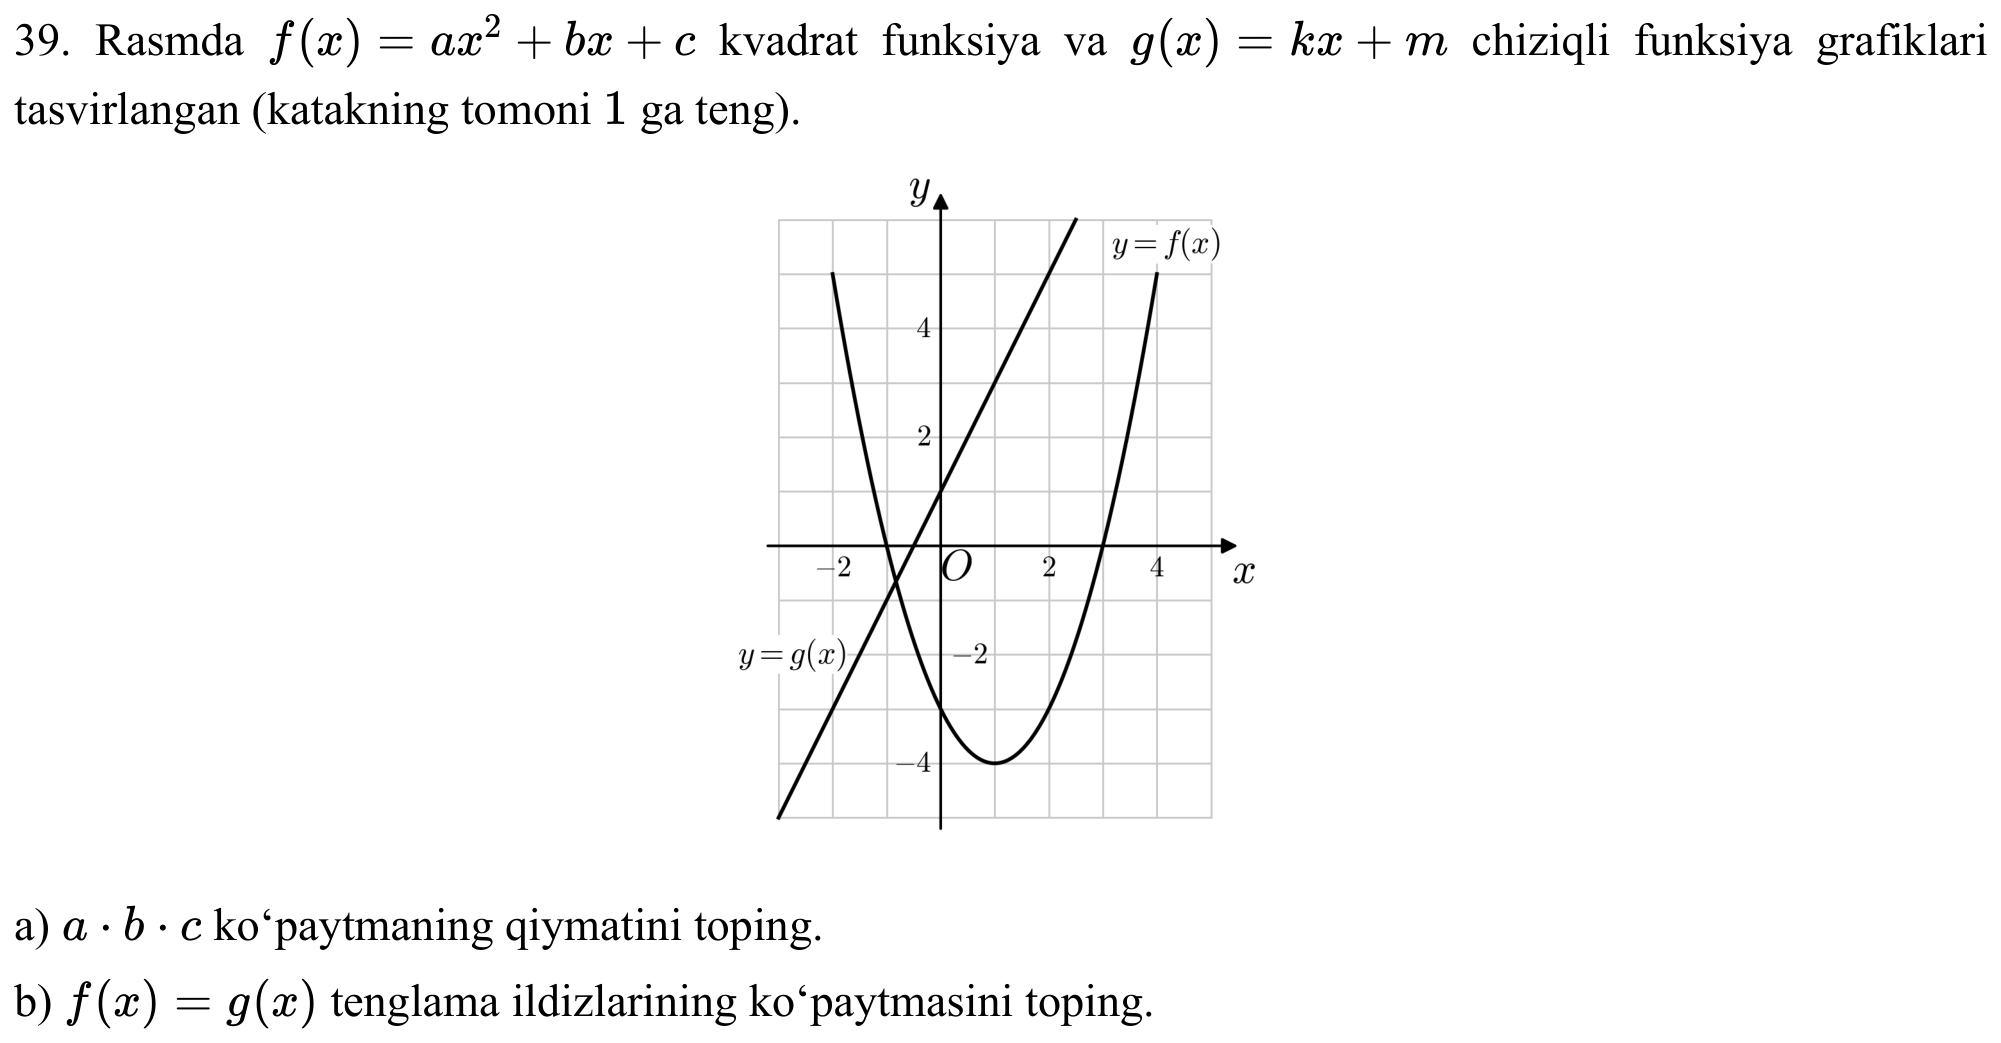 39. Rasmda f(x) = ax² + bx + c kvadrat funksiya va g(x) = kx + m chiziqli funksiya grafiklari
tasvirlangan (katakning tomoni 1 ga teng).
y
y = f(x)
4
2
−2 O 2 4 x
y = g(x) −2
−4
a) a · b · c ko‘paytmaning qiymatini toping.
b) f(x) = g(x) tenglama ildizlarining ko‘paytmasini toping.